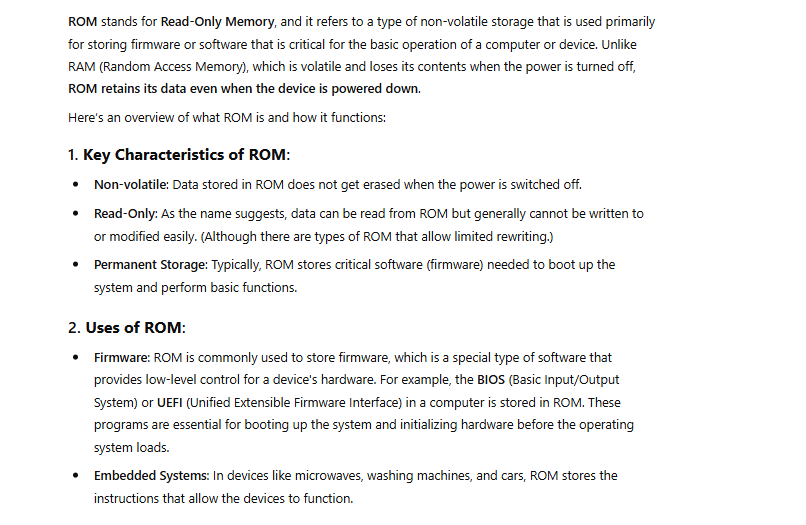 ROM stands for Read-Only Memory, and it refers to a type of non-volatile storage that is used primarily
for storing firmware or software that is critical for the basic operation of a computer or device. Unlike
RAM (Random Access Memory), which is volatile and loses its contents when the power is turned off,
ROM retains its data even when the device is powered down.
Here's an overview of what ROM is and how it functions:
1. Key Characteristics of ROM:
• Non-volatile: Data stored in ROM does not get erased when the power is switched off.
• Read-Only: As the name suggests, data can be read from ROM but generally cannot be written to
or modified easily. (Although there are types of ROM that allow limited rewriting.)
• Permanent Storage: Typically, ROM stores critical software (firmware) needed to boot up the
system and perform basic functions.
2. Uses of ROM:
• Firmware: ROM is commonly used to store firmware, which is a special type of software that
provides low-level control for a device's hardware. For example, the BIOS (Basic Input/Output
System) or UEFI (Unified Extensible Firmware Interface) in a computer is stored in ROM. These
programs are essential for booting up the system and initializing hardware before the operating
system loads.
• Embedded Systems: In devices like microwaves, washing machines, and cars, ROM stores the
instructions that allow the devices to function.